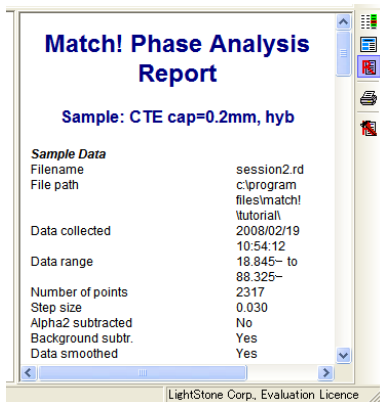 Match! Phase Analysis
Report
Sample: CTE cap=0.2mm, hyb
Sample Data
Filename session2.rd
File path c:\program
files\match!
\tutorial\
Data collected 2008/02/19
10:54:12
Data range 18.845~ to
88.325~
Number of points 2317
Step size 0.030
Alpha2 subtracted No
Background subtr. Yes
Data smoothed Yes
LightStone Corp., Evaluation Licence